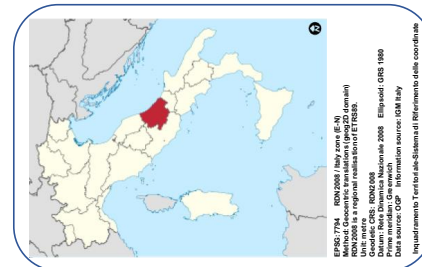 EPSG: 7794 RDN2008 / Italy zone (E-N)
Method: Geocentric translations (geog2D domain)
RDN2008 is a regional realisation of ETRS89.
Unit: metre
Geodetic CRS: RDN2008
Datum: Rete Dinamica Nazionale 2008 Ellipsoid: GRS 1980
Prime meridian: Greenwich
Data source: OGP Information source: IGM Italy
Inquadramento Territoriale-Sistema di Riferimento delle coordinate